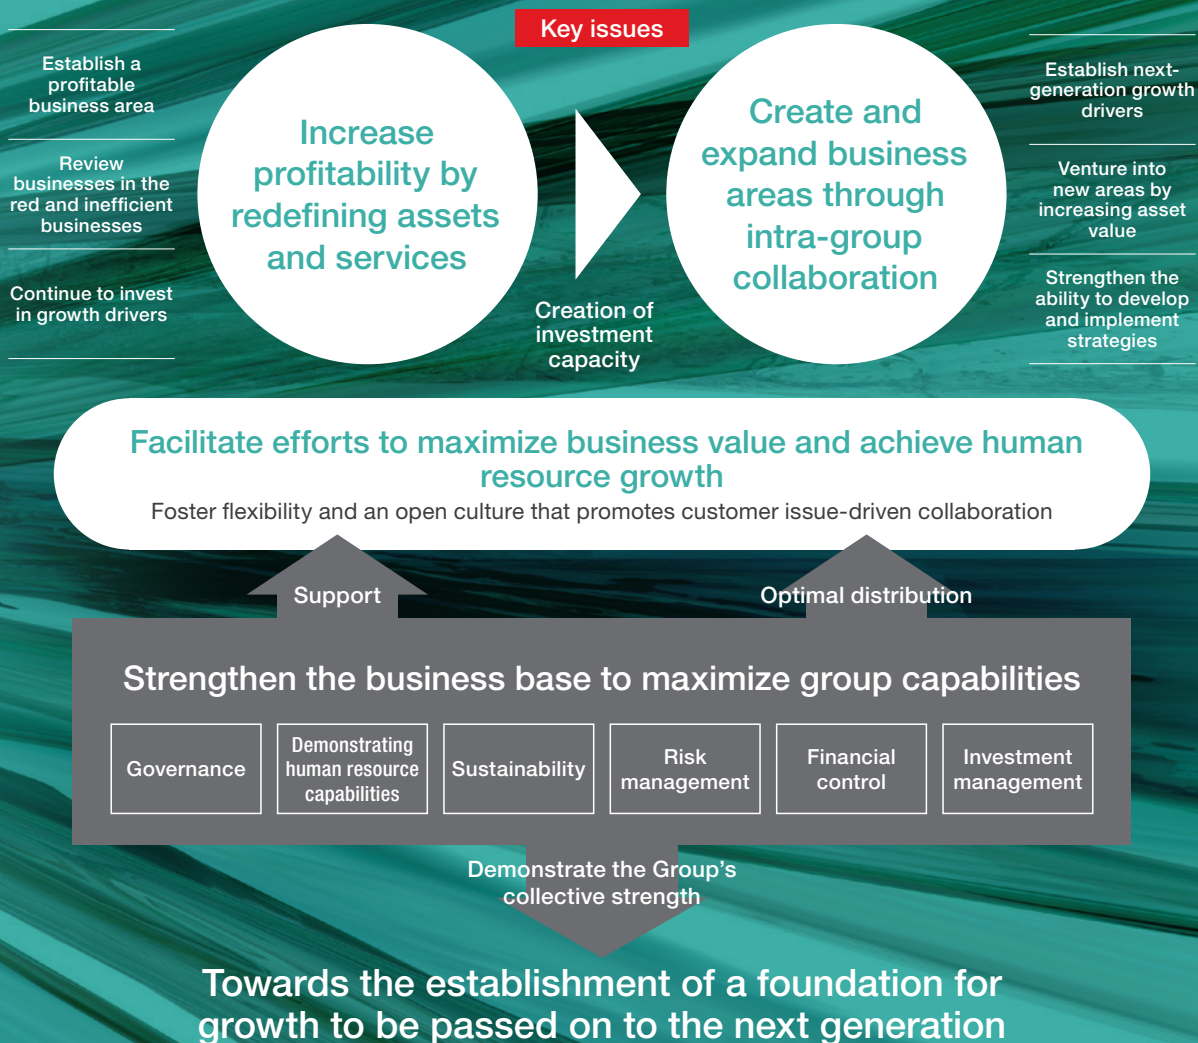 Key issues
Establish a
profitable
business area
Review
businesses in the
red and inefficient
businesses
Continue to invest
in growth drivers
Increase
profitability by
redefining assets
and services
Creation of
investment
capacity
Create and
expand business
areas through
intra-group
collaboration
Establish next-
generation growth
drivers
Venture into
new areas by
increasing asset
value
Strengthen the
ability to develop
and implement
strategies
Facilitate efforts to maximize business value and achieve human
resource growth
Foster flexibility and an open culture that promotes customer issue-driven collaboration
Support
Optimal distribution
Strengthen the business base to maximize group capabilities
Governance
Demonstrating
human resource
capabilities
Sustainability
Risk
management
Financial
control
Investment
management
Demonstrate the Group’s
collective strength
Towards the establishment of a foundation for
growth to be passed on to the next generation